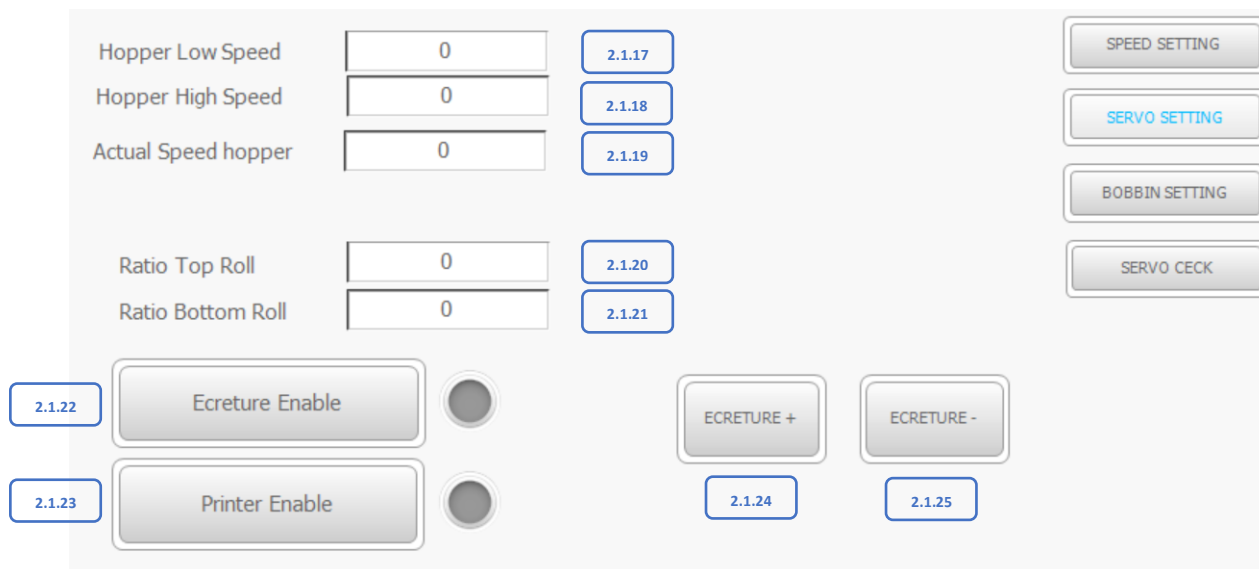 Hopper Low Speed 0 2.1.17
Hopper High Speed 0 2.1.18
Actual Speed hopper 0 2.1.19
Ratio Top Roll 0 2.1.20
Ratio Bottom Roll 0 2.1.21
2.1.22 Ecreture Enable
2.1.23 Printer Enable
ECRETURE + ECRETURE -
2.1.24 2.1.25
SPEED SETTING
SERVO SETTING
BOBBIN SETTING
SERVO CECK